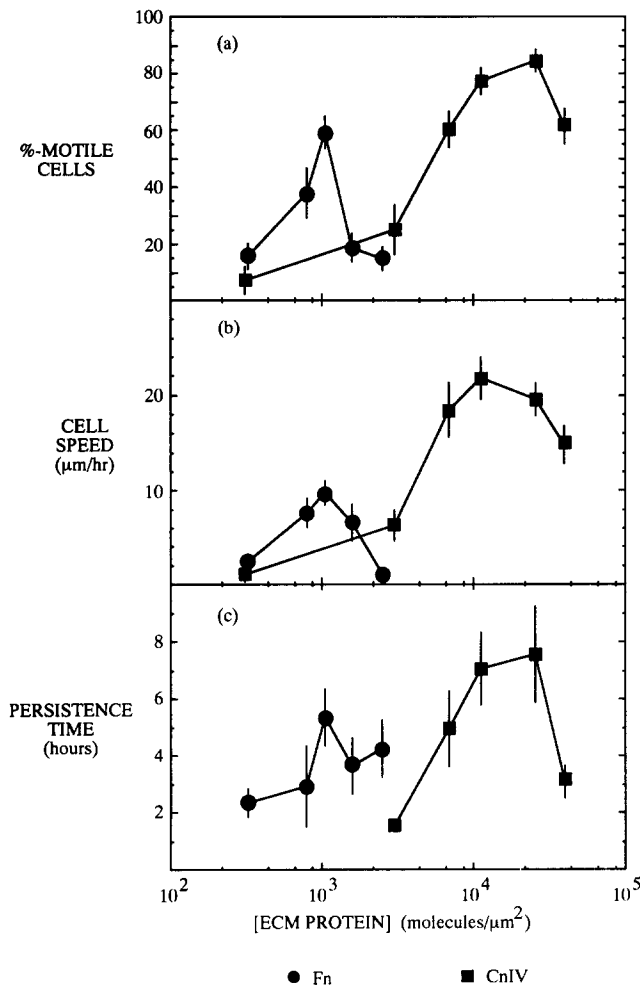 100
(a)
80
60
%-MOTILE
CELLS
40
20
(b)
20
CELL
SPEED
(μm/hr)
10
(c)
8
6
PERSISTENCE
TIME
(hours)
4
2
10² 10³ 10⁴ 10⁵
[ECM PROTEIN] (molecules/μm²)
● Fn ■ CnIV